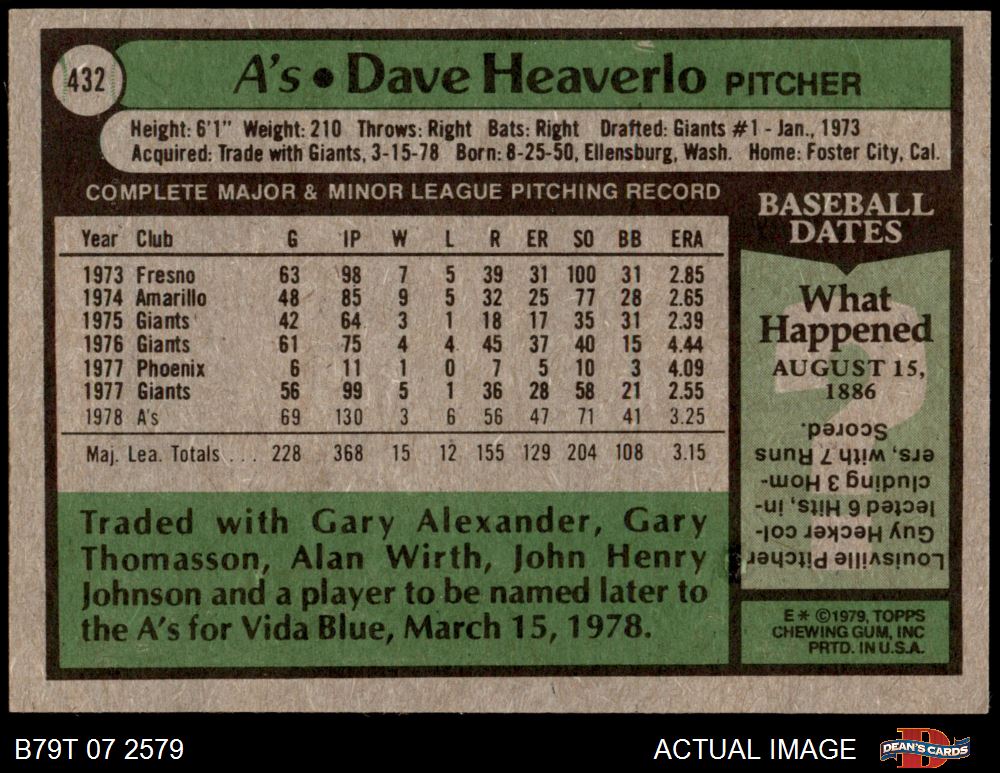 432
A's • Dave Heaverlo PITCHER
Height: 6'1" Weight: 210 Throws: Right Bats: Right Drafted: Giants #1 - Jan., 1973
Acquired: Trade with Giants, 3-15-78 Born: 8-25-50, Ellensburg, Wash. Home: Foster City, Cal.
COMPLETE MAJOR & MINOR LEAGUE PITCHING RECORD
Year Club G IP W L R ER SO BB ERA
1973 Fresno 63 98 7 5 39 31 100 31 2.85
1974 Amarillo 48 85 9 5 32 25 77 28 2.65
1975 Giants 42 64 3 1 18 17 35 31 2.39
1976 Giants 61 75 4 4 45 37 40 15 4.44
1977 Phoenix 6 11 1 0 7 5 10 3 4.09
1977 Giants 56 99 5 1 36 28 58 21 2.55
1978 A's 69 130 3 6 56 47 71 41 3.25
Maj. Lea. Totals . . . 228 368 15 12 155 129 204 108 3.15
Traded with Gary Alexander, Gary
Thomasson, Alan Wirth, John Henry
Johnson and a player to be named later to
the A's for Vida Blue, March 15, 1978.
BASEBALL
DATES
What
Happened
AUGUST 15,
1886
Louisville Pitcher
Guy Hecker col-
lected 6 Hits, in-
cluding 3 Hom-
ers, with 7 Runs
Scored.
E* ©1979, TOPPS
CHEWING GUM, INC
PRTD. IN U.S.A.
B79T 07 2579
ACTUAL IMAGE
DEAN'S CARDS